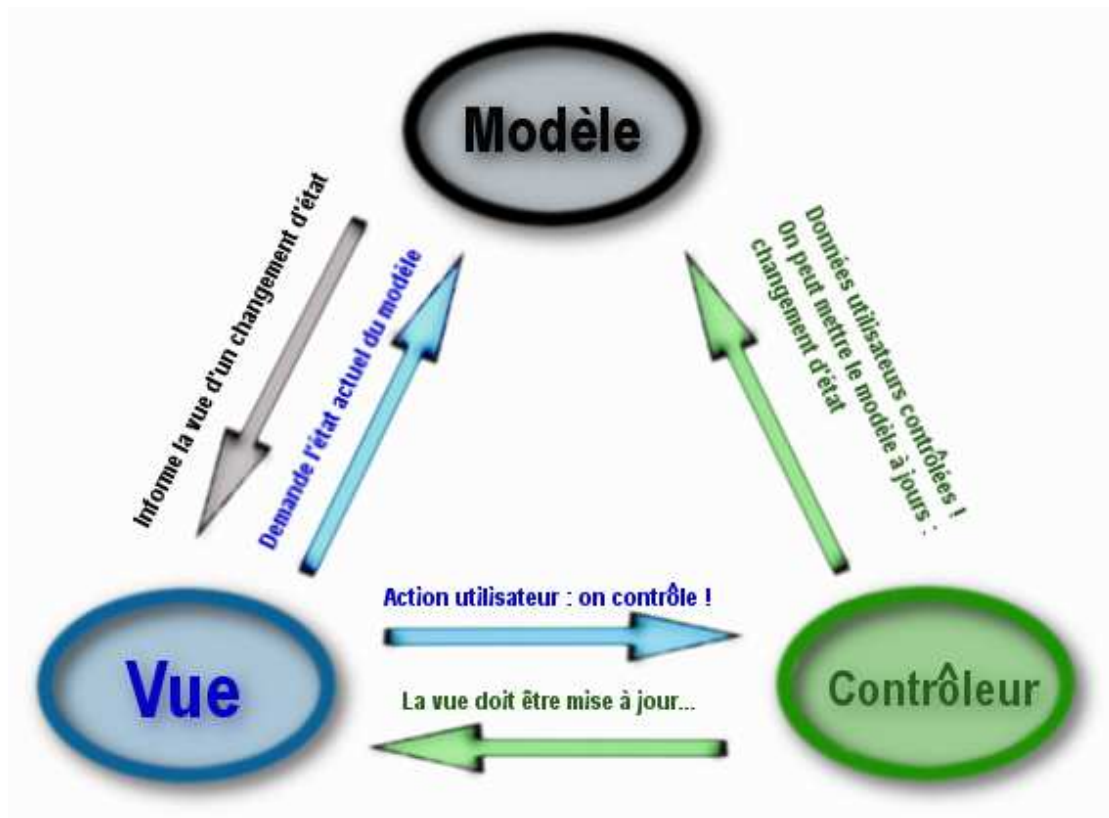 Modèle
Informe la vue d'un changement d'état
Demande l'état actuel du modèle
Données utilisateurs contrôlées !
On peut mettre le modèle à jours :
changement d'état
Action utilisateur : on contrôle !
Vue
La vue doit être mise à jour...
Contrôleur